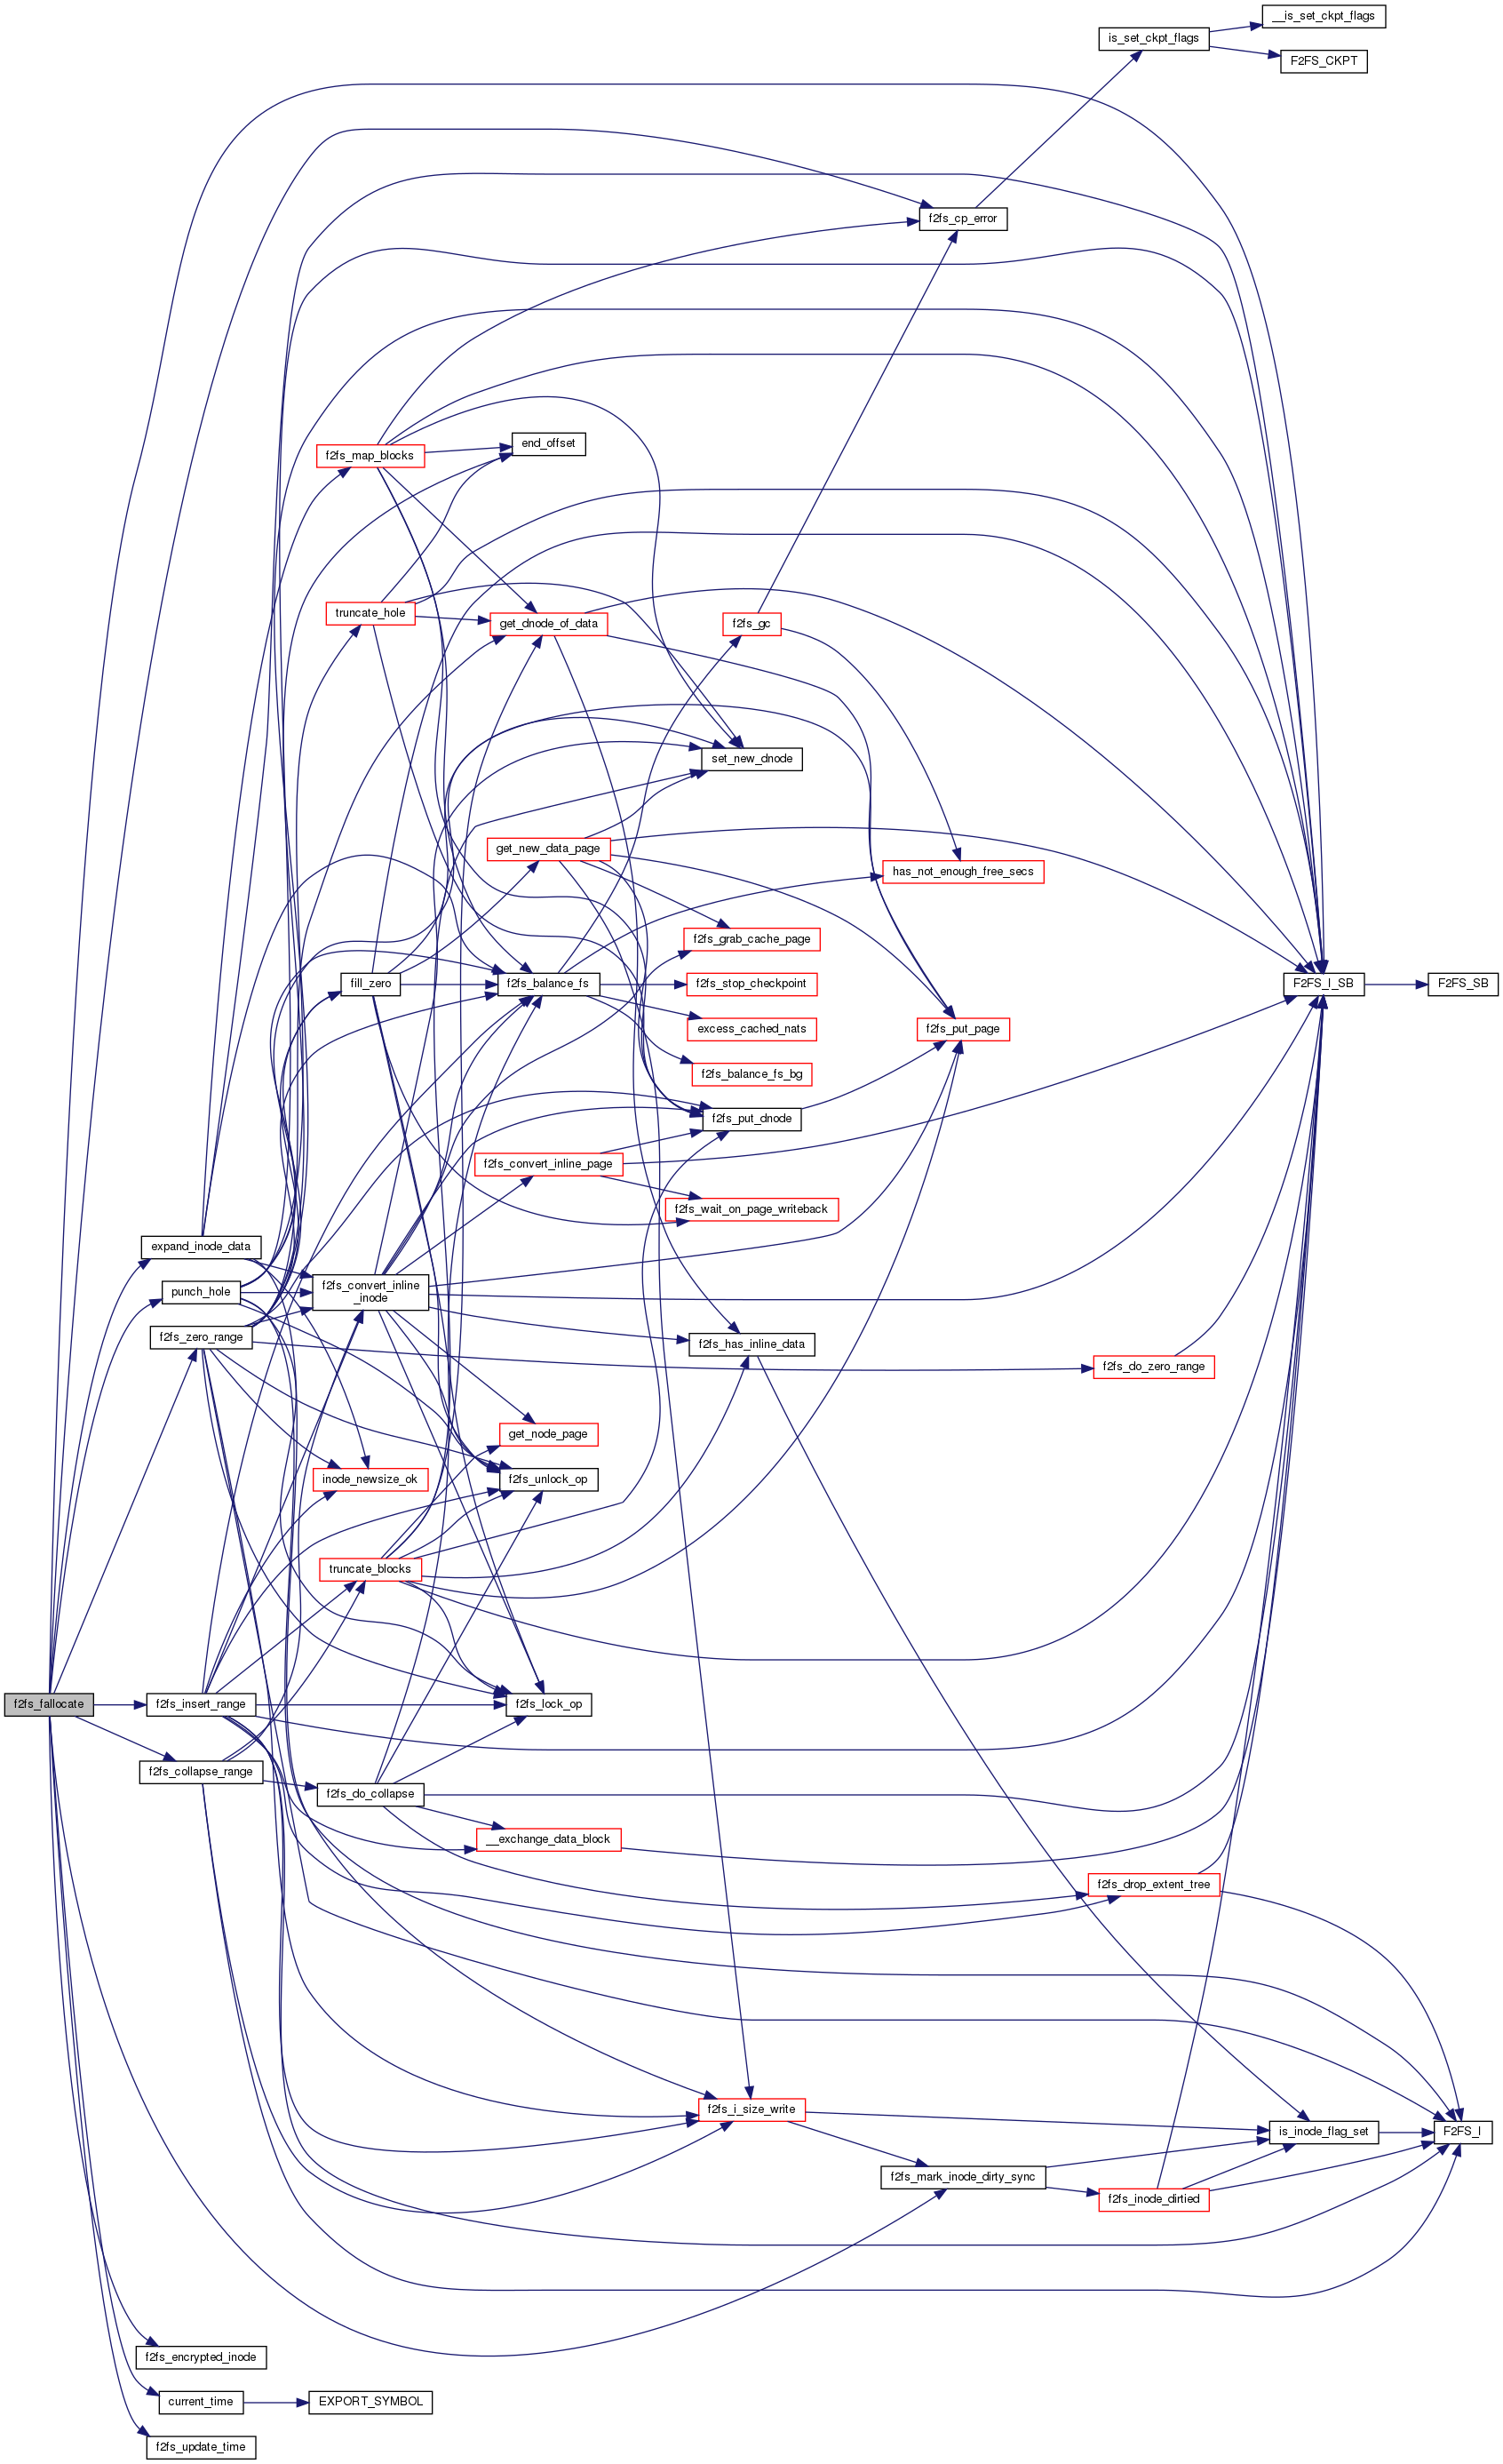 __is_set_ckpt_flags
is_set_ckpt_flags
F2FS_CKPT
f2fs_cp_error
end_offset
f2fs_map_blocks
truncate_hole
get_dnode_of_data
f2fs_gc
set_new_dnode
get_new_data_page
has_not_enough_free_secs
f2fs_grab_cache_page
fill_zero
f2fs_balance_fs
f2fs_stop_checkpoint
F2FS_I_SB
F2FS_SB
excess_cached_nats
f2fs_put_page
f2fs_balance_fs_bg
f2fs_put_dnode
f2fs_convert_inline_page
f2fs_wait_on_page_writeback
expand_inode_data
punch_hole
f2fs_convert_inline
_inode
f2fs_zero_range
f2fs_has_inline_data
f2fs_do_zero_range
get_node_page
inode_newsize_ok
f2fs_unlock_op
truncate_blocks
f2fs_fallocate
f2fs_insert_range
f2fs_lock_op
f2fs_collapse_range
f2fs_do_collapse
__exchange_data_block
f2fs_drop_extent_tree
f2fs_i_size_write
is_inode_flag_set
F2FS_I
f2fs_mark_inode_dirty_sync
f2fs_inode_dirtied
f2fs_encrypted_inode
current_time
EXPORT_SYMBOL
f2fs_update_time